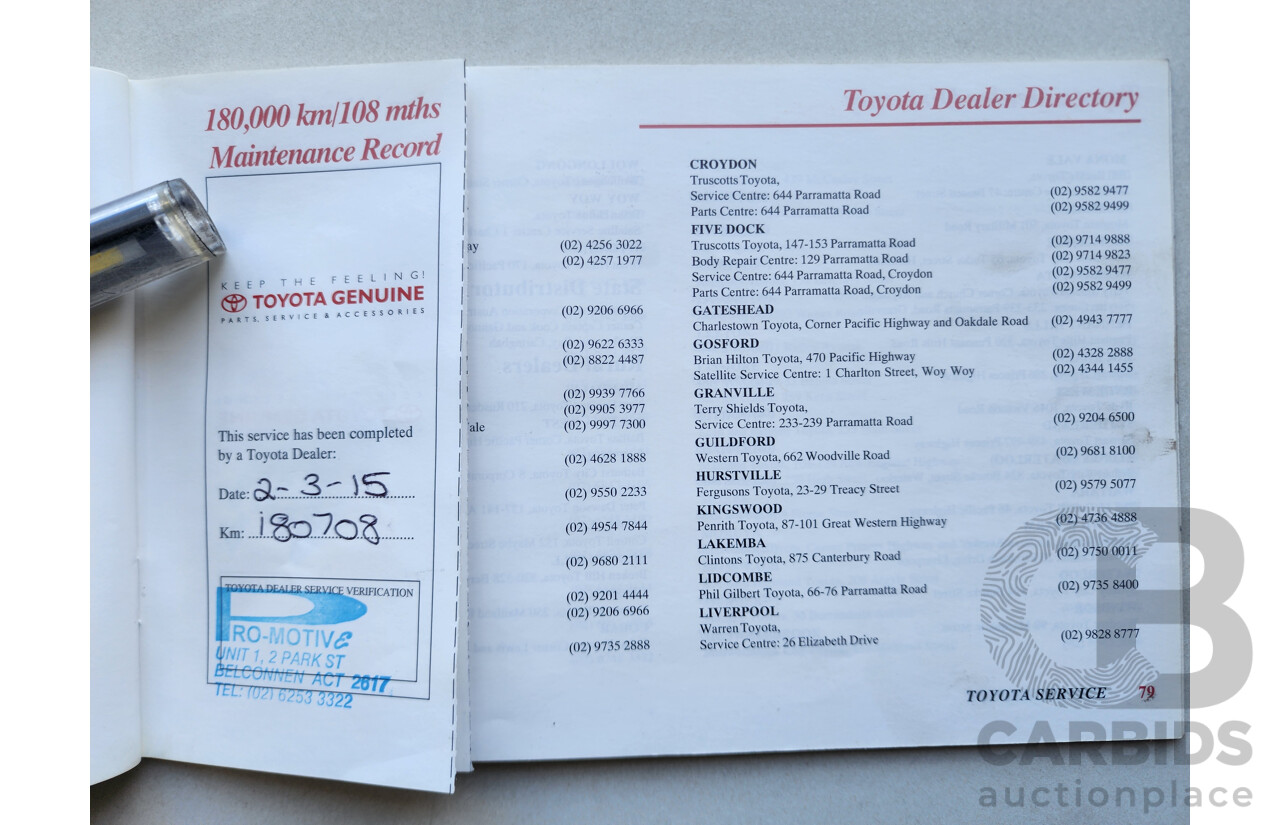 180,000 km/108 mths
Maintenance Record
KEEP THE FEELING!
TOYOTA GENUINE
PARTS, SERVICE & ACCESSORIES
This service has been completed
by a Toyota Dealer:
Date: 2-3-15
Km: 180708
TOYOTA DEALER SERVICE VERIFICATION
PRO-MOTIVE
UNIT 1, 2 PARK ST
BELCONNEN ACT 2617
TEL: (02) 6253 3322
ay (02) 4256 3022
(02) 4257 1977
(02) 9206 6966
(02) 9622 6333
(02) 8822 4487
(02) 9939 7766
(02) 9905 3977
ale (02) 9997 7300
(02) 4628 1888
(02) 9550 2233
(02) 4954 7844
(02) 9680 2111
(02) 9201 4444
(02) 9206 6966
(02) 9735 2888
Toyota Dealer Directory
CROYDON
Truscotts Toyota,
Service Centre: 644 Parramatta Road (02) 9582 9477
Parts Centre: 644 Parramatta Road (02) 9582 9499
FIVE DOCK
Truscotts Toyota, 147-153 Parramatta Road (02) 9714 9888
Body Repair Centre: 129 Parramatta Road (02) 9714 9823
Service Centre: 644 Parramatta Road, Croydon (02) 9582 9477
Parts Centre: 644 Parramatta Road, Croydon (02) 9582 9499
GATESHEAD
Charlestown Toyota, Corner Pacific Highway and Oakdale Road (02) 4943 7777
GOSFORD
Brian Hilton Toyota, 470 Pacific Highway (02) 4328 2888
Satellite Service Centre: 1 Charlton Street, Woy Woy (02) 4344 1455
GRANVILLE
Terry Shields Toyota,
Service Centre: 233-239 Parramatta Road (02) 9204 6500
GUILDFORD
Western Toyota, 662 Woodville Road (02) 9681 8100
HURSTVILLE
Fergusons Toyota, 23-29 Treacy Street (02) 9579 5077
KINGSWOOD
Penrith Toyota, 87-101 Great Western Highway (02) 4736 4888
LAKEMBA
Clintons Toyota, 875 Canterbury Road (02) 9750 0011
LIDCOMBE
Phil Gilbert Toyota, 66-76 Parramatta Road (02) 9735 8400
LIVERPOOL
Warren Toyota,
Service Centre: 26 Elizabeth Drive (02) 9828 8777
TOYOTA SERVICE 79
CB
CARBIDS
auctionplace